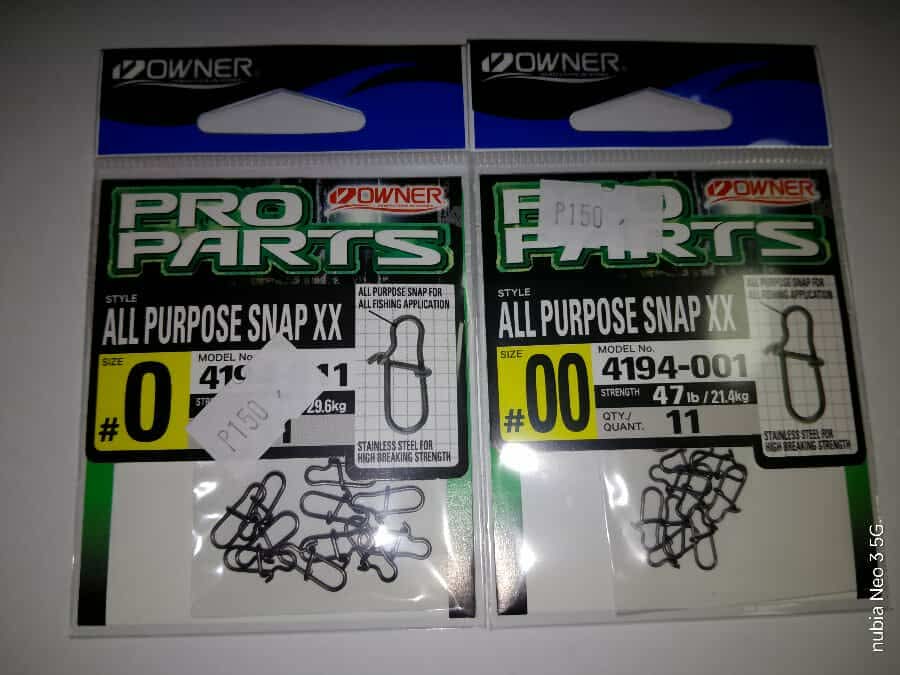 OWNER
PRO
OWNER
PARTS
STYLE
ALL PURPOSE SNAP XX
ALL PURPOSE SNAP FOR
ALL FISHING APPLICATION
SIZE
#0
MODEL No.
29.6kg
P150
STAINLESS STEEL FOR
HIGH BREAKING STRENGTH
OWNER
P150
OWNER
PARTS
STYLE
ALL PURPOSE SNAP XX
ALL PURPOSE SNAP FOR
ALL FISHING APPLICATION
SIZE
#00
MODEL No.
4194-001
STRENGTH 47 lb / 21.4kg
QTY./
QUANT. 11
STAINLESS STEEL FOR
HIGH BREAKING STRENGTH
nubia Neo 3 5G